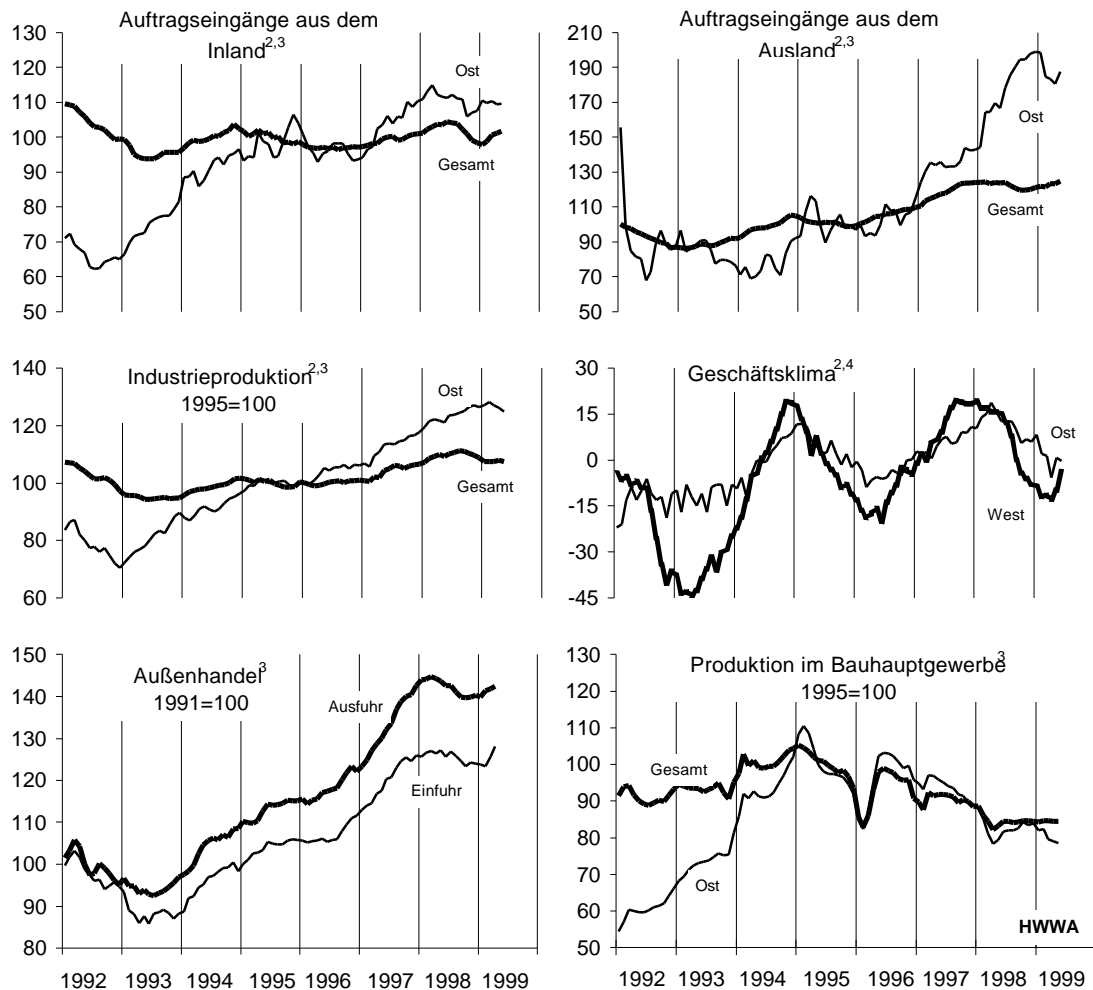 Auftragseingänge aus dem
Inland2,3
130
120
110
100
90
80
70
60
50
Ost
Gesamt
Auftragseingänge aus dem
Ausland2,3
210
190
170
150
130
110
90
70
50
Ost
Gesamt
Industrieproduktion2,3
1995=100
140
120
100
80
60
Ost
Gesamt
Geschäftsklima2,4
30
15
0
-15
-30
-45
Ost
West
Außenhandel3
1991=100
150
140
130
120
110
100
90
80
Ausfuhr
Einfuhr
1992 1993 1994 1995 1996 1997 1998 1999
Produktion im Bauhauptgewerbe3
1995=100
130
120
110
100
90
80
70
60
50
Gesamt
Ost
HWWA
1992 1993 1994 1995 1996 1997 1998 1999